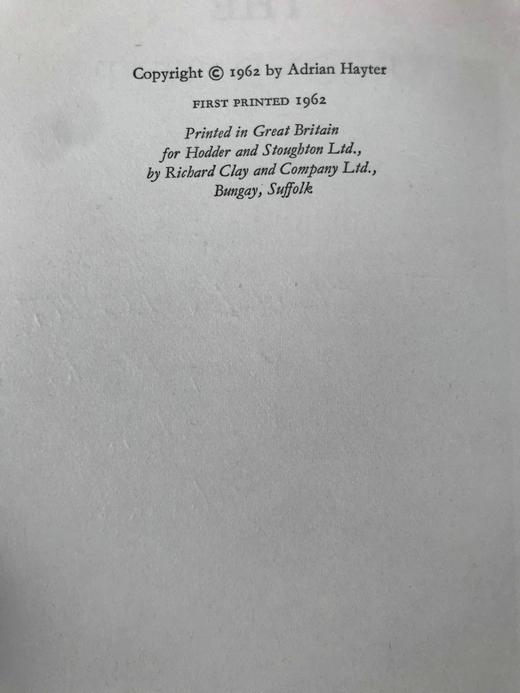 Copyright © 1962 by Adrian Hayter
FIRST PRINTED 1962
Printed in Great Britain
for Hodder and Stoughton Ltd.,
by Richard Clay and Company Ltd.,
Bungay, Suffolk